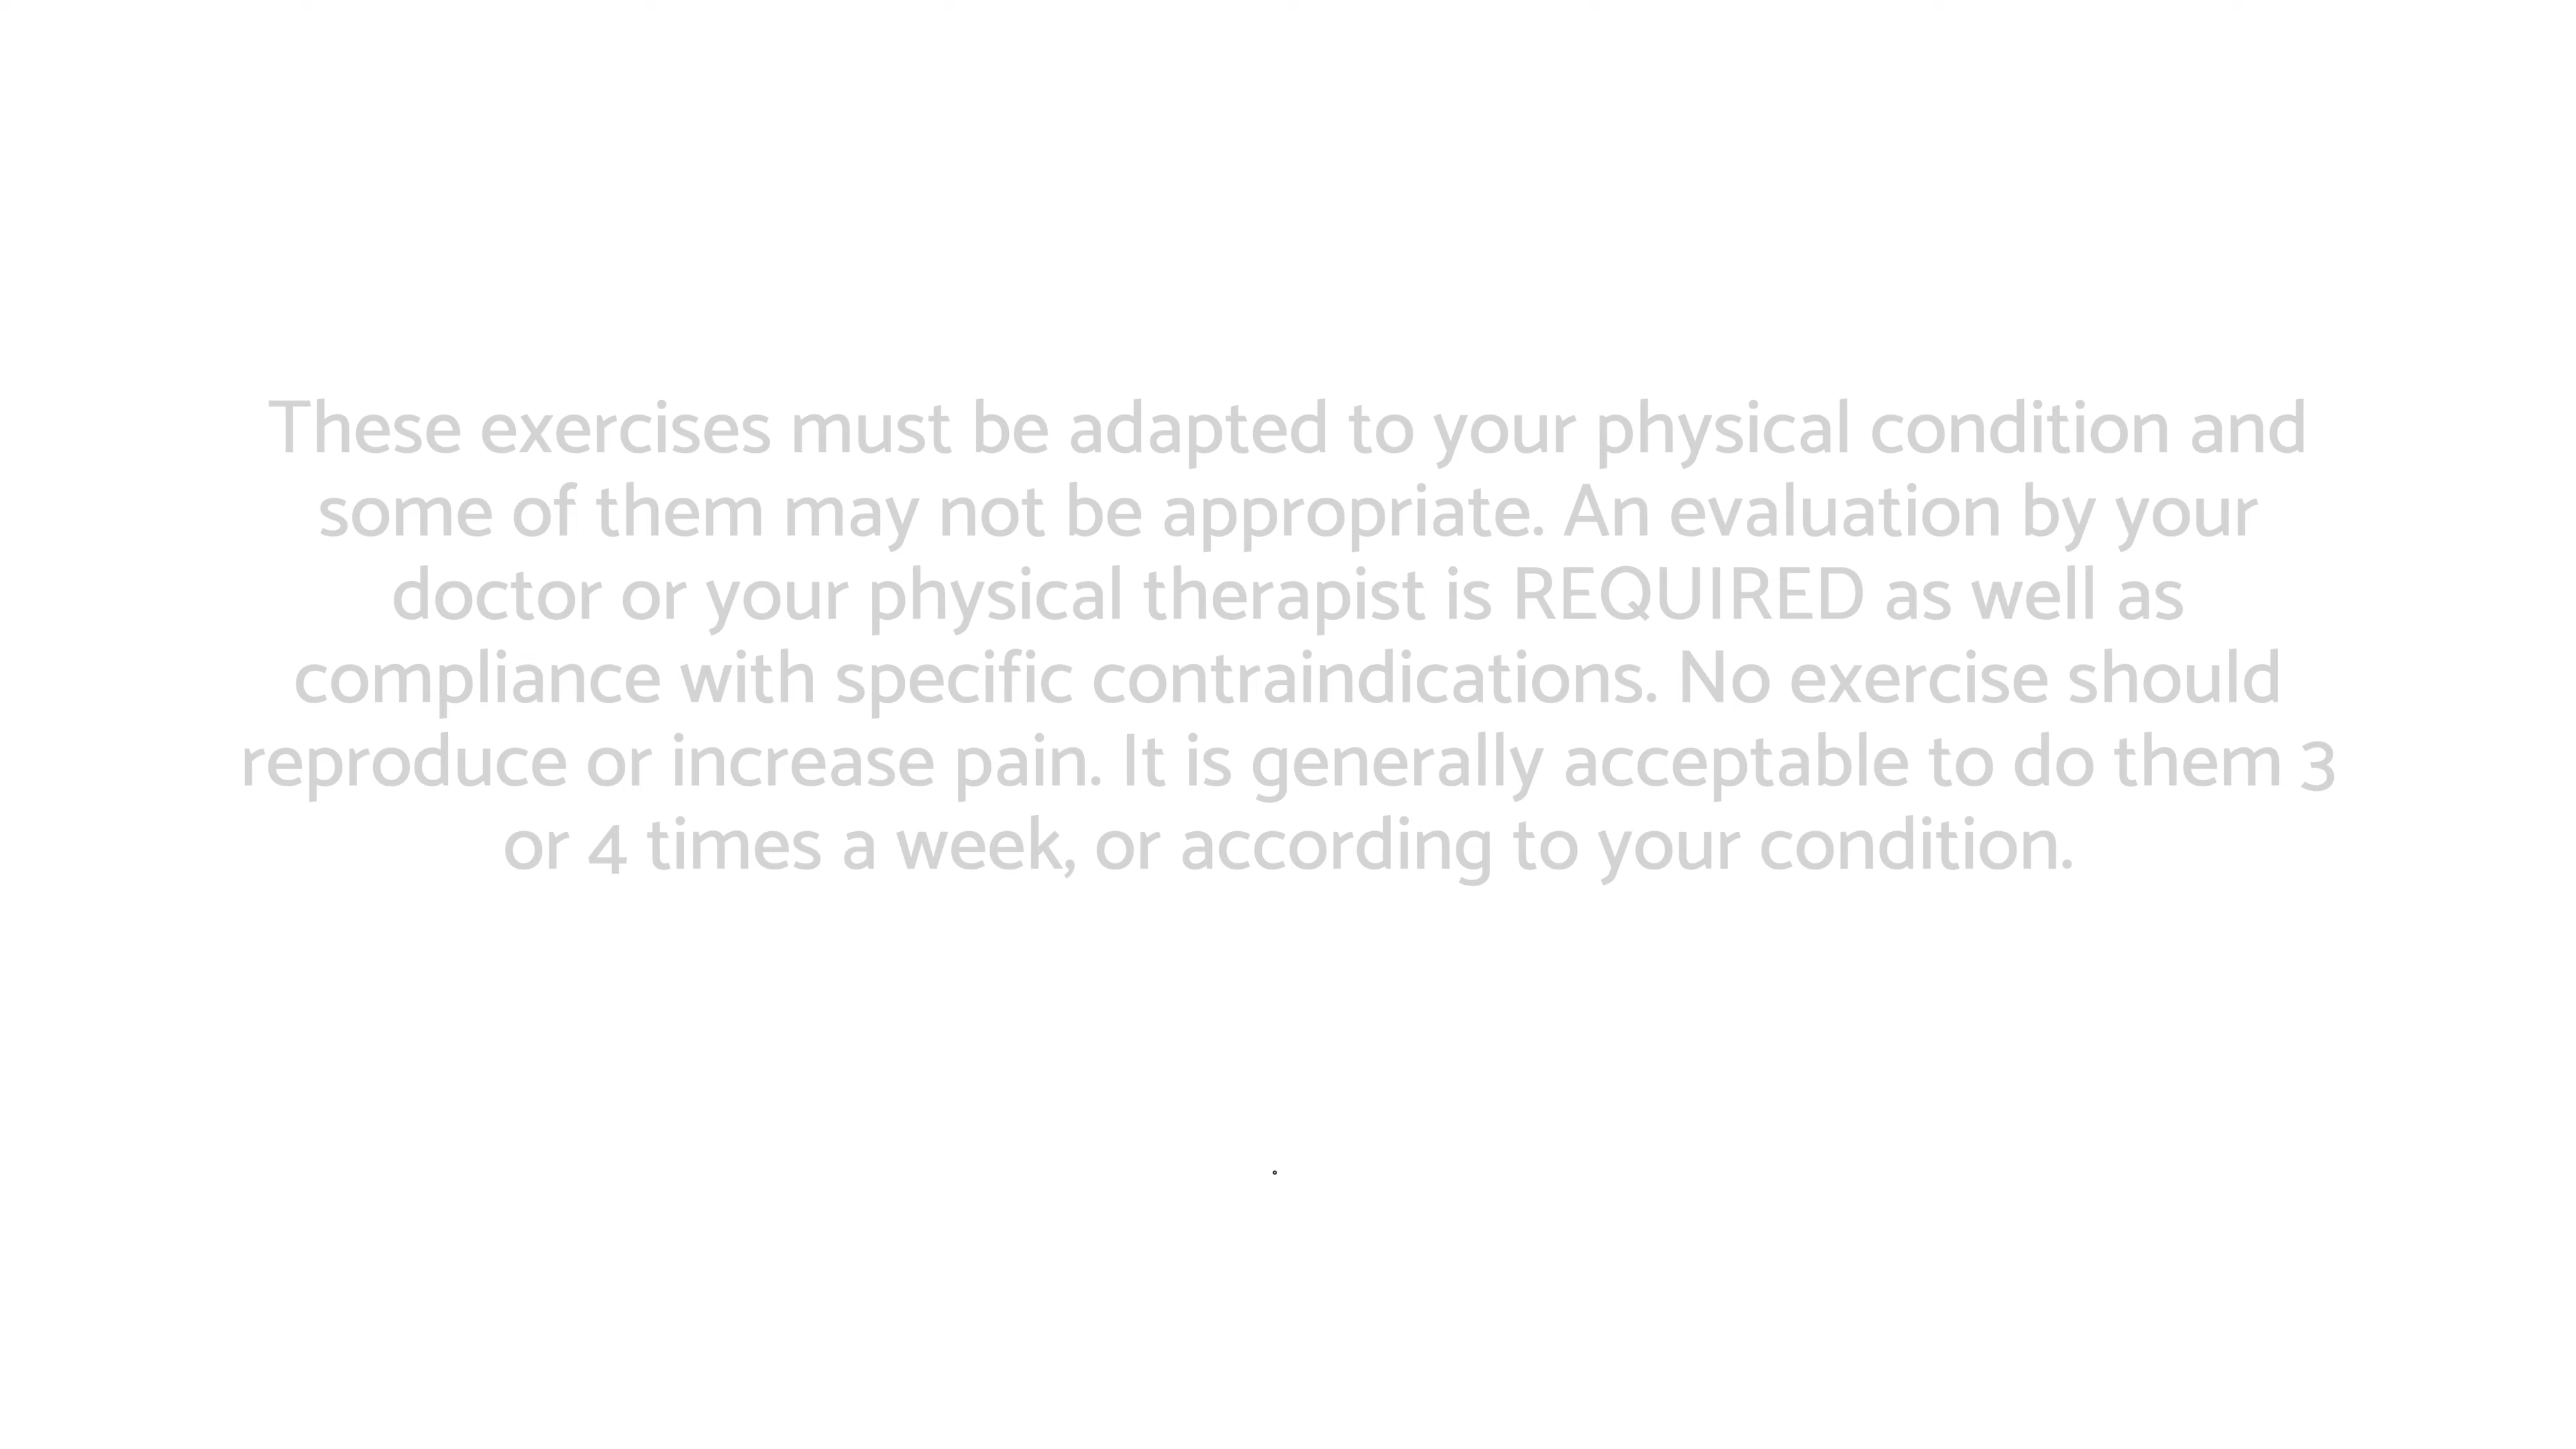 These exercises must be adapted to your physical condition and
some of them may not be appropriate. An evaluation by your
doctor or your physical therapist is REQUIRED as well as
compliance with specific contraindications. No exercise should
reproduce or increase pain. It is generally acceptable to do them 3
or 4 times a week, or according to your condition.